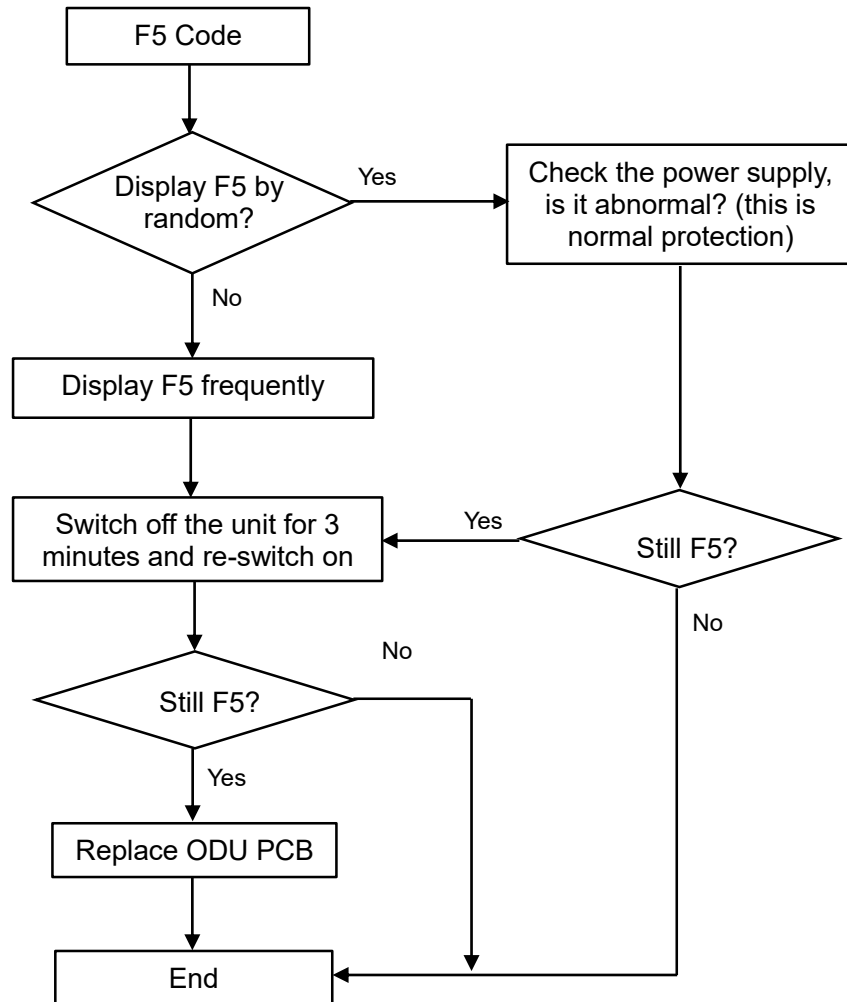 F5 Code
Display F5 by
random?
Yes
Check the power supply,
is it abnormal? (this is
normal protection)
No
Display F5 frequently
Switch off the unit for 3
minutes and re-switch on
Yes
Still F5?
No
No
Still F5?
Yes
Replace ODU PCB
End